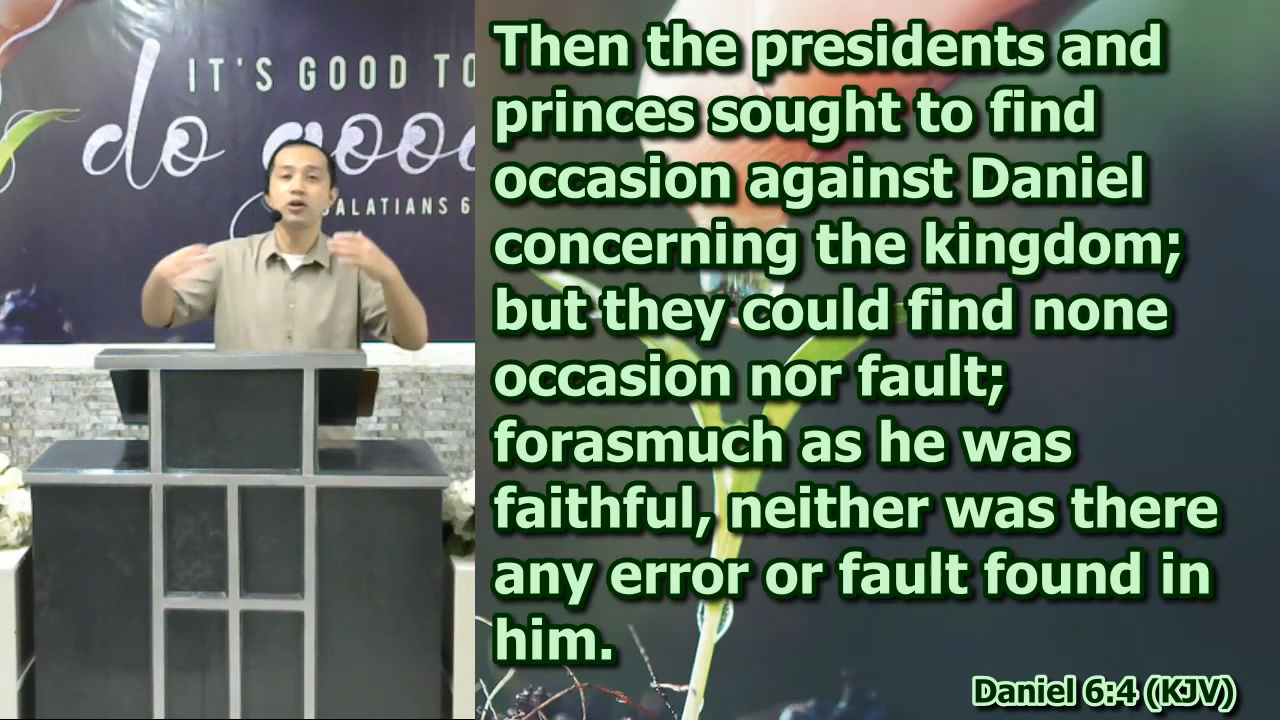 IT'S GOOD TO
do good
GALATIANS 6
Then the presidents and
princes sought to find
occasion against Daniel
concerning the kingdom;
but they could find none
occasion nor fault;
forasmuch as he was
faithful, neither was there
any error or fault found in
him.
Daniel 6:4 (KJV)